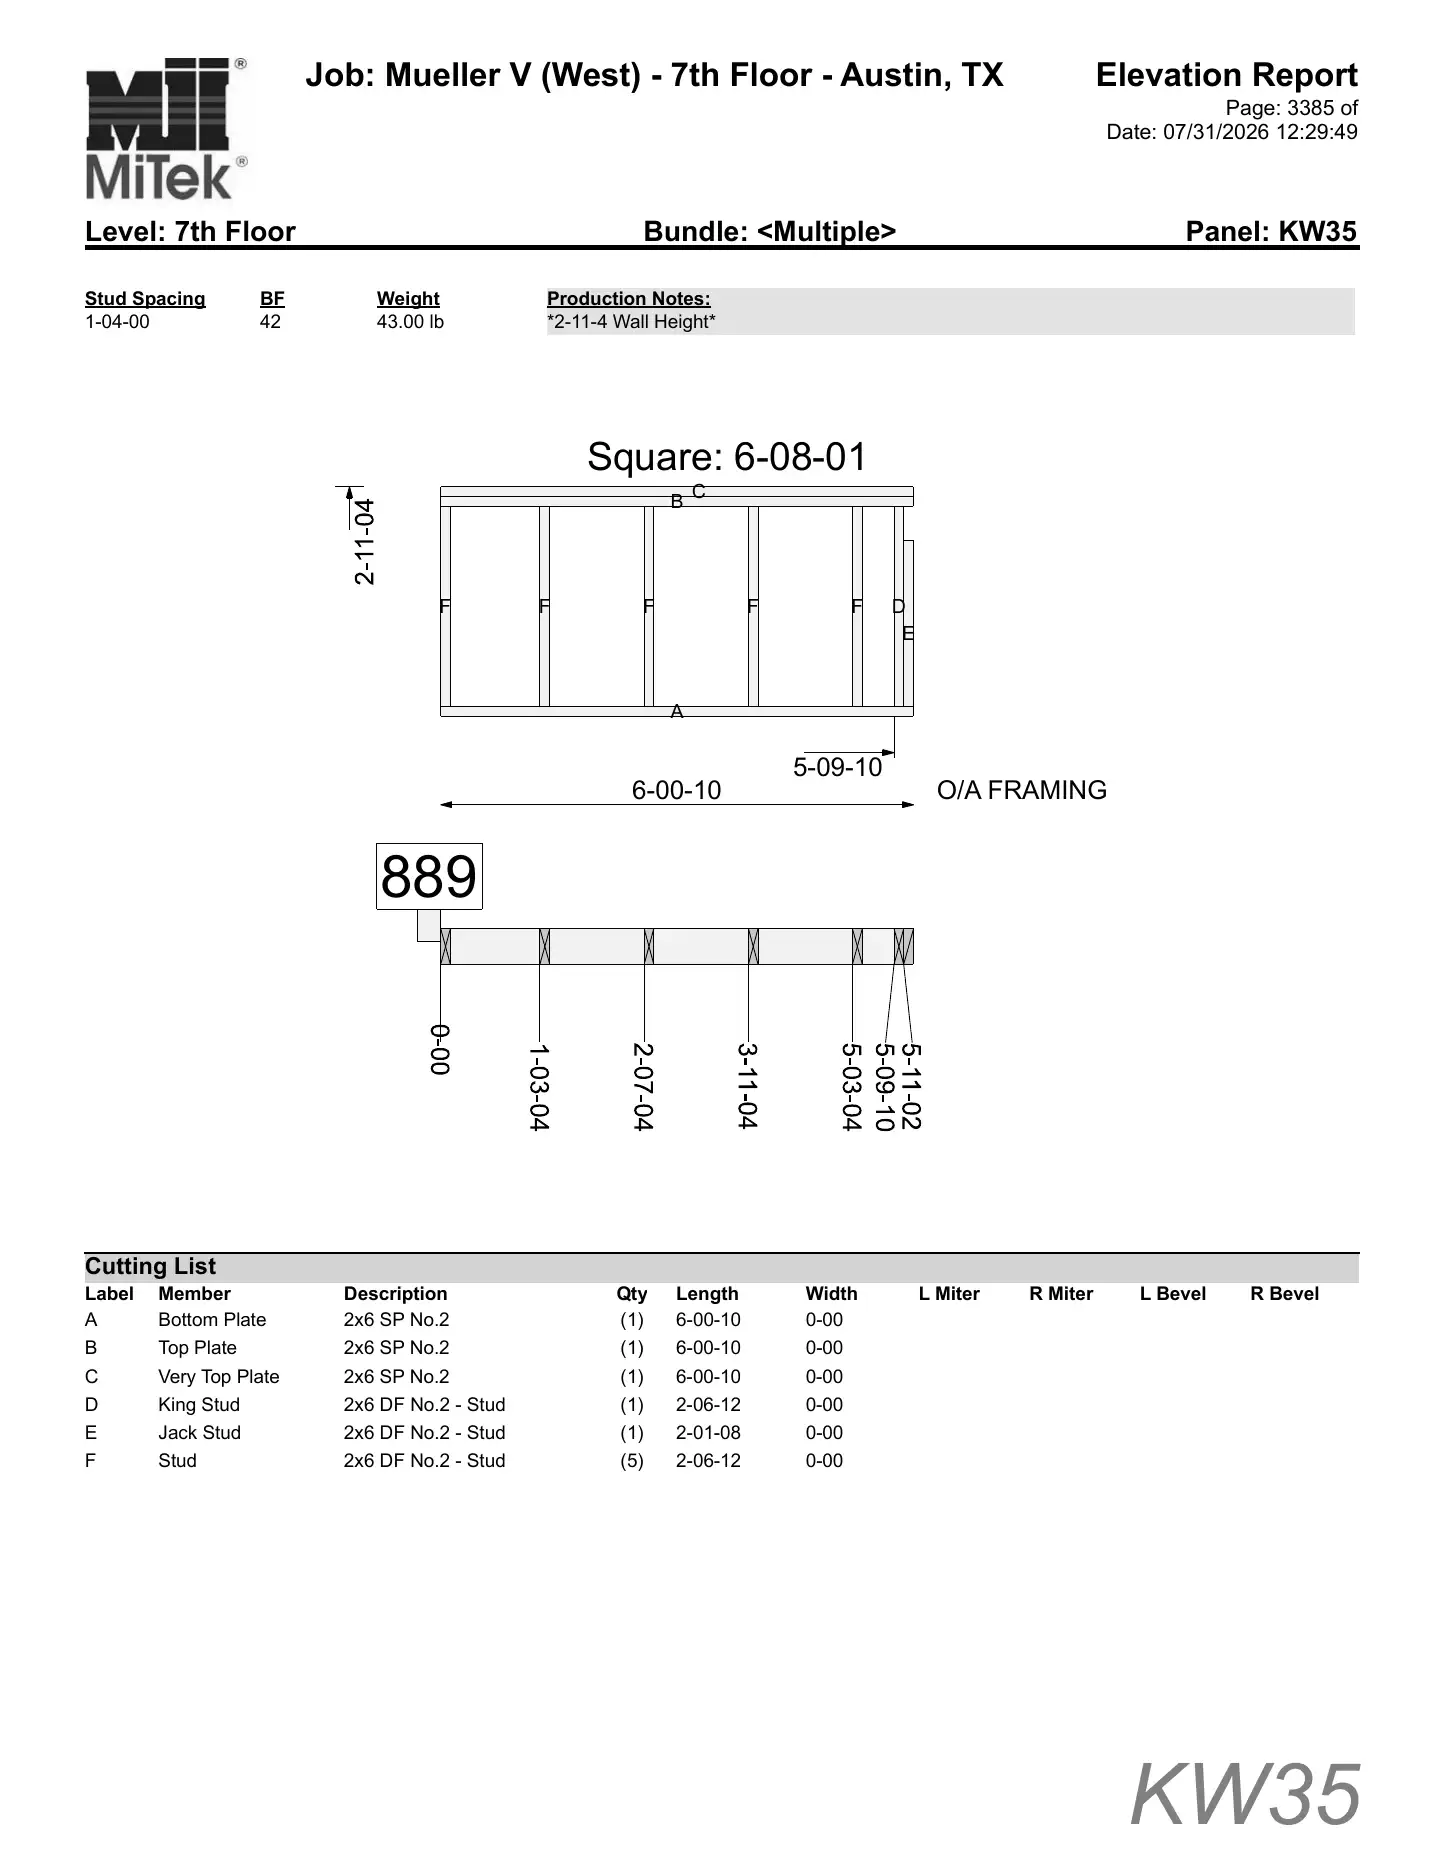 MiTek®
Job: Mueller V (West) - 7th Floor - Austin, TX
Elevation Report
Page: 3385 of
Date: 07/31/2026 12:29:49
Level: 7th Floor Bundle: <Multiple> Panel: KW35
Stud Spacing BF Weight Production Notes:
1-04-00 42 43.00 lb *2-11-4 Wall Height*
Square: 6-08-01
2-11-04
C
B
F F F F F D
E
A
5-09-10
6-00-10 O/A FRAMING
889
0-00 1-03-04 2-07-04 3-11-04 5-03-04 5-09-10 5-11-02
Cutting List
Label Member Description Qty Length Width L Miter R Miter L Bevel R Bevel
A Bottom Plate 2x6 SP No.2 (1) 6-00-10 0-00
B Top Plate 2x6 SP No.2 (1) 6-00-10 0-00
C Very Top Plate 2x6 SP No.2 (1) 6-00-10 0-00
D King Stud 2x6 DF No.2 - Stud (1) 2-06-12 0-00
E Jack Stud 2x6 DF No.2 - Stud (1) 2-01-08 0-00
F Stud 2x6 DF No.2 - Stud (5) 2-06-12 0-00
KW35